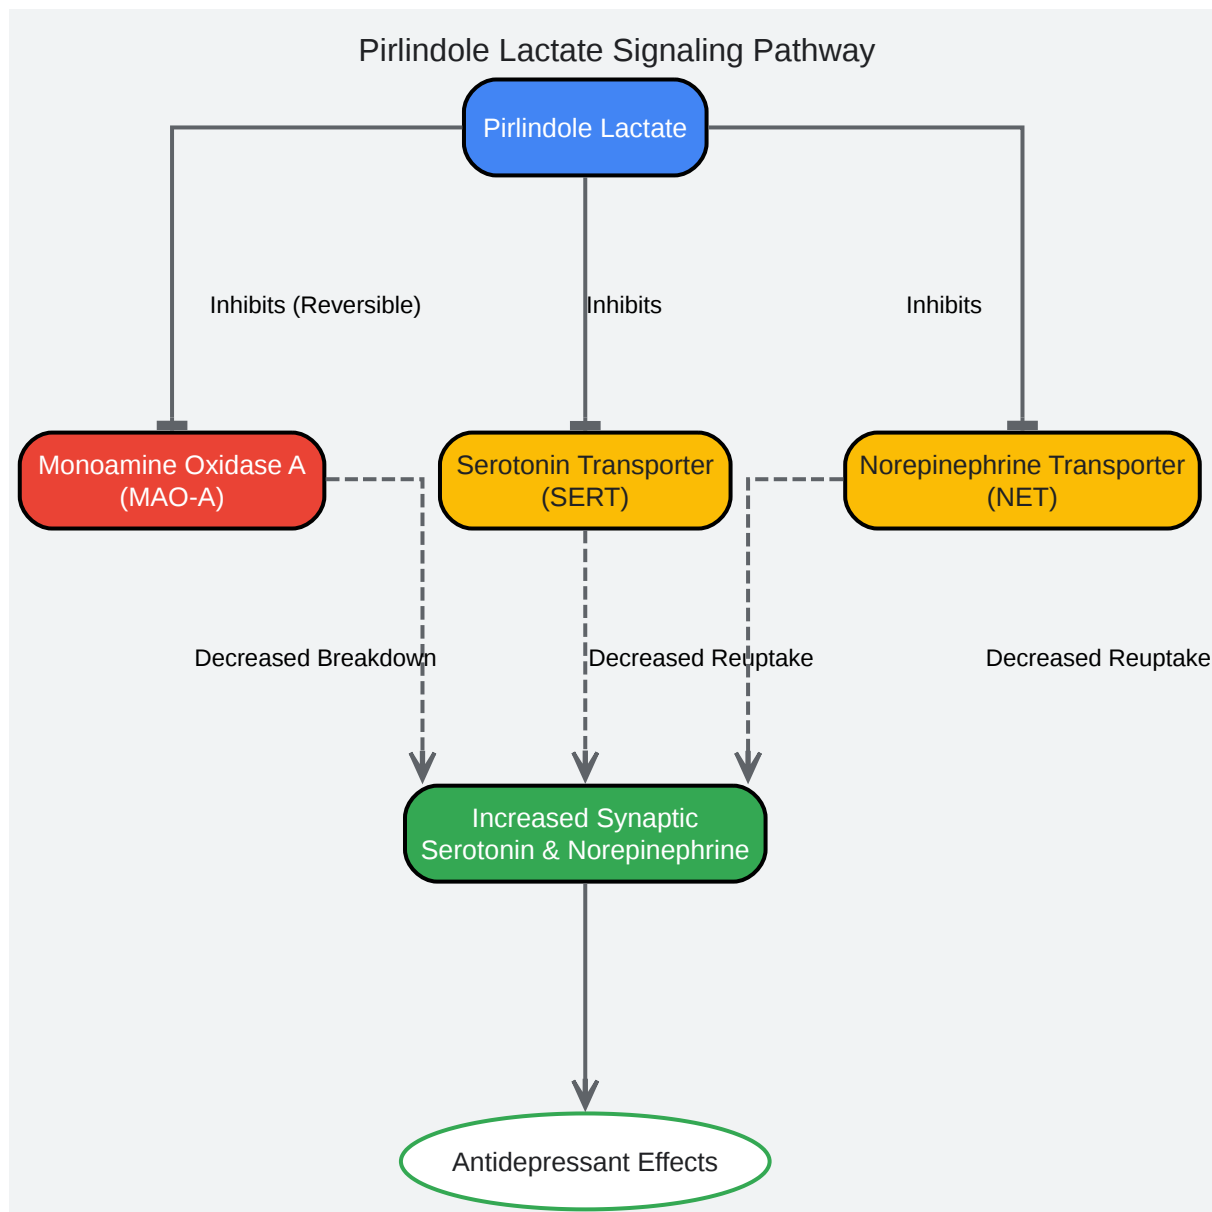 Pirlindole Lactate Signaling Pathway
Pirlindole Lactate
Inhibits (Reversible)
Inhibits
Inhibits
Monoamine Oxidase A
(MAO-A)
Serotonin Transporter
(SERT)
Norepinephrine Transporter
(NET)
Decreased Breakdown
Decreased Reuptake
Decreased Reuptake
Increased Synaptic
Serotonin & Norepinephrine
Antidepressant Effects